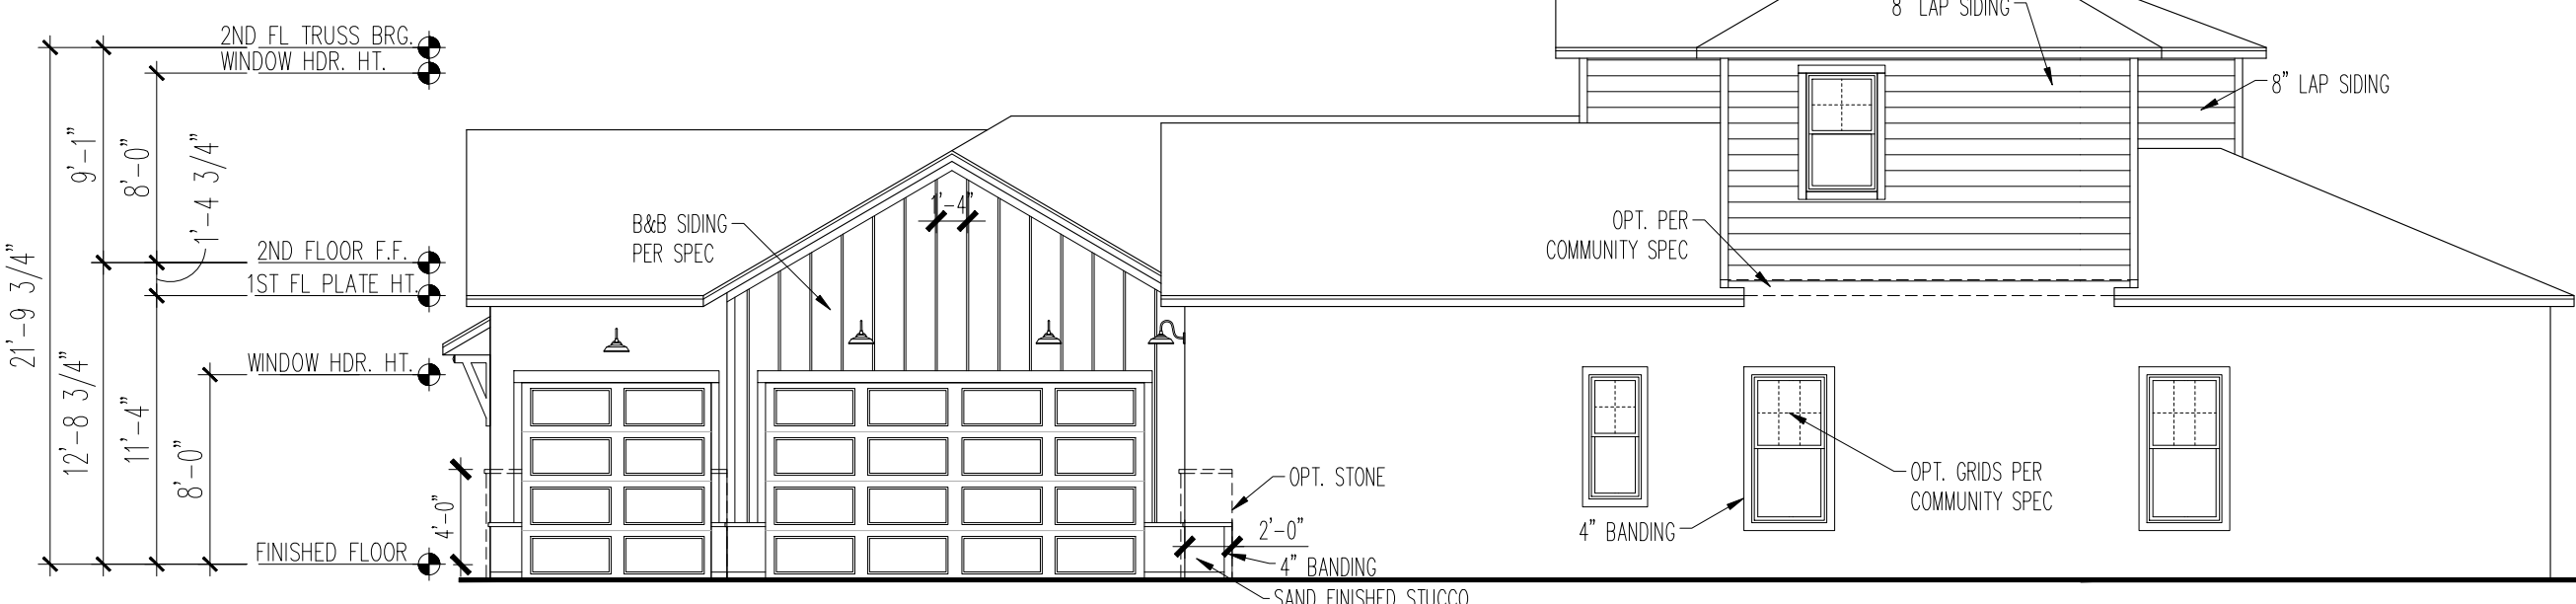 8" LAP SIDING
2ND FL TRUSS BRG.
WINDOW HDR. HT.
8" LAP SIDING
9'-1"
8'-0"
1'-4 3/4"
1'-4"
B&B SIDING
PER SPEC
OPT. PER
COMMUNITY SPEC
2ND FLOOR F.F.
1ST FL PLATE HT.
21'-9 3/4"
WINDOW HDR. HT.
12'-8 3/4"
11'-4"
8'-0"
4'-0"
OPT. STONE
OPT. GRIDS PER
COMMUNITY SPEC
2'-0"
4" BANDING
FINISHED FLOOR
4" BANDING
SAND FINISHED STUCCO